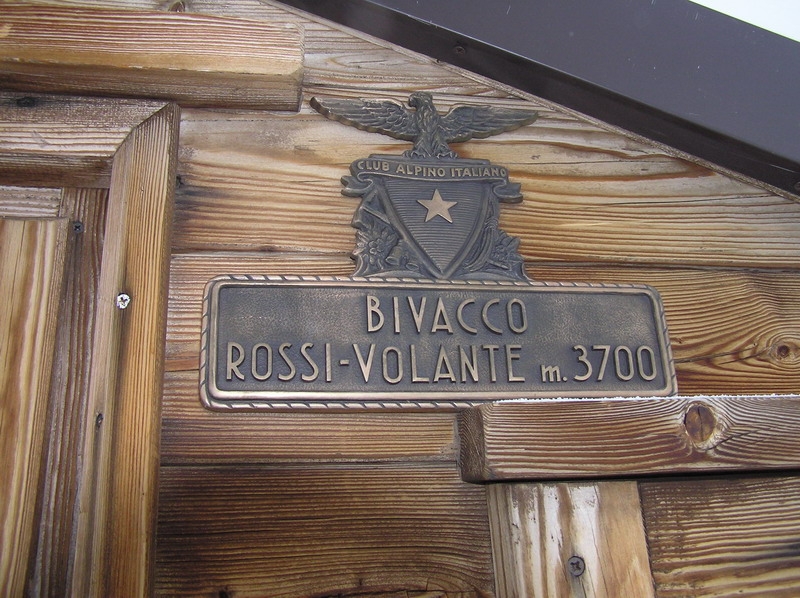 CLUB ALPINO ITALIANO
BIVACCO
ROSSI-VOLANTE m. 3700